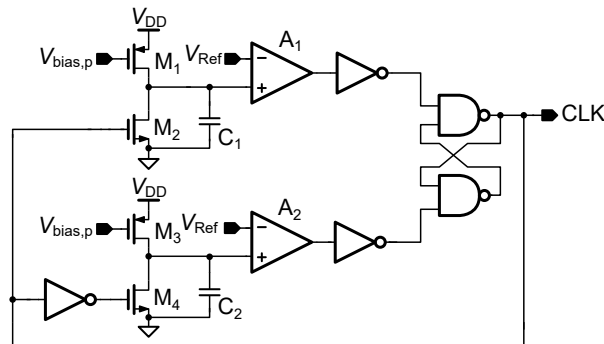 VDD
Vbias,p
M1
VRef
A1
−
+
M2
C1
CLK
VDD
Vbias,p
M3
VRef
A2
−
+
M4
C2